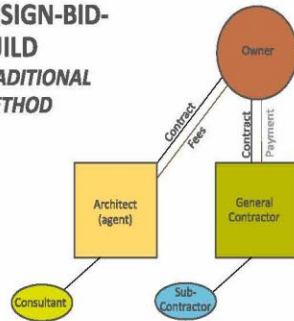 SIGN-BID-
UILD
ADITIONAL
ETHOD
Owner
Contract
Fees
Contract
Payment
Architect
(agent)
General
Contractor
Consultant
Sub-
Contractor